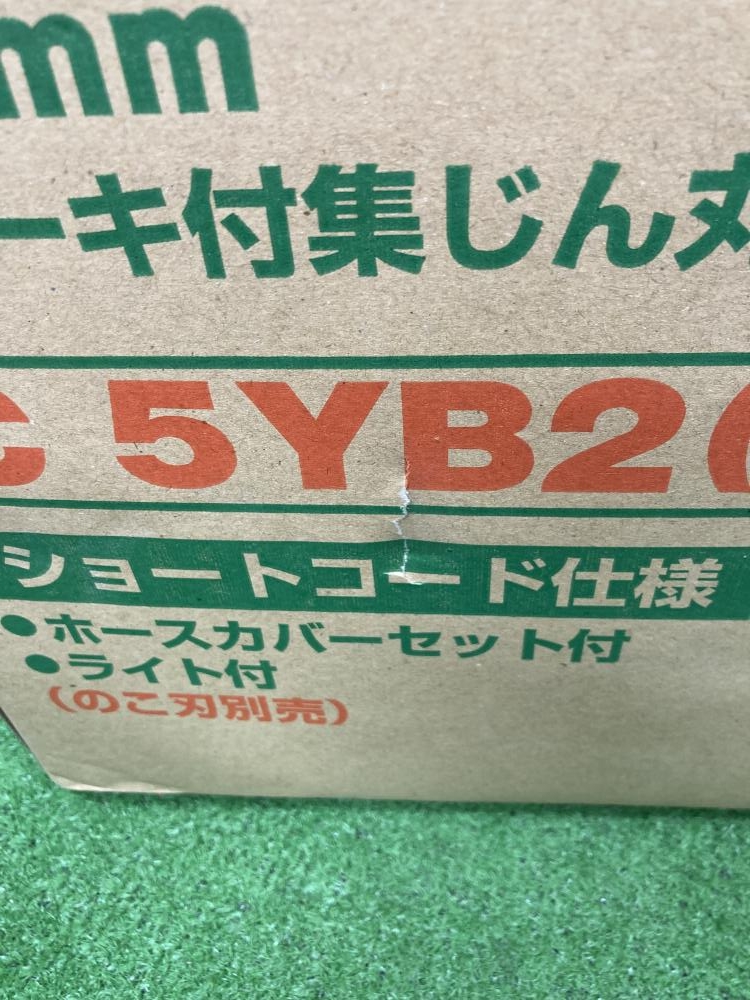 mm
ーキ付集じん丸
C 5YB2(
ショートコード仕様
●ホースカバーセット付
●ライト付
(のこ刃別売)